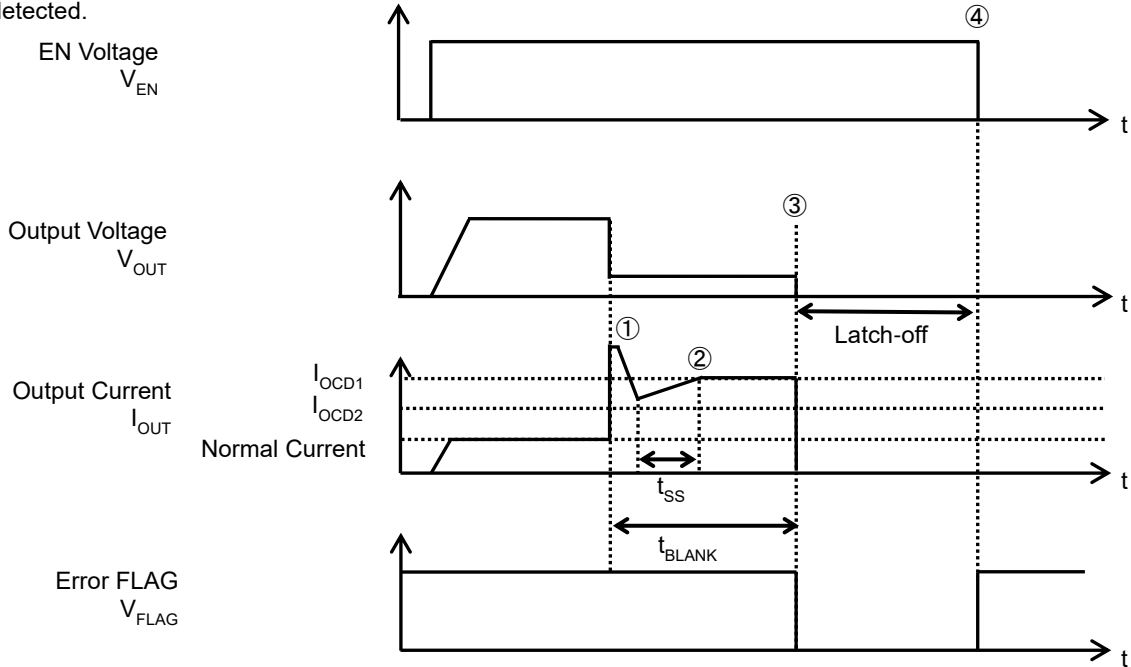 detected.
④
EN Voltage
V_EN
t
③
Output Voltage
V_OUT
t
Latch-off
①
②
I_OCD1
Output Current
I_OCD2
I_OUT
Normal Current
t
t_SS
t_BLANK
Error FLAG
V_FLAG
t